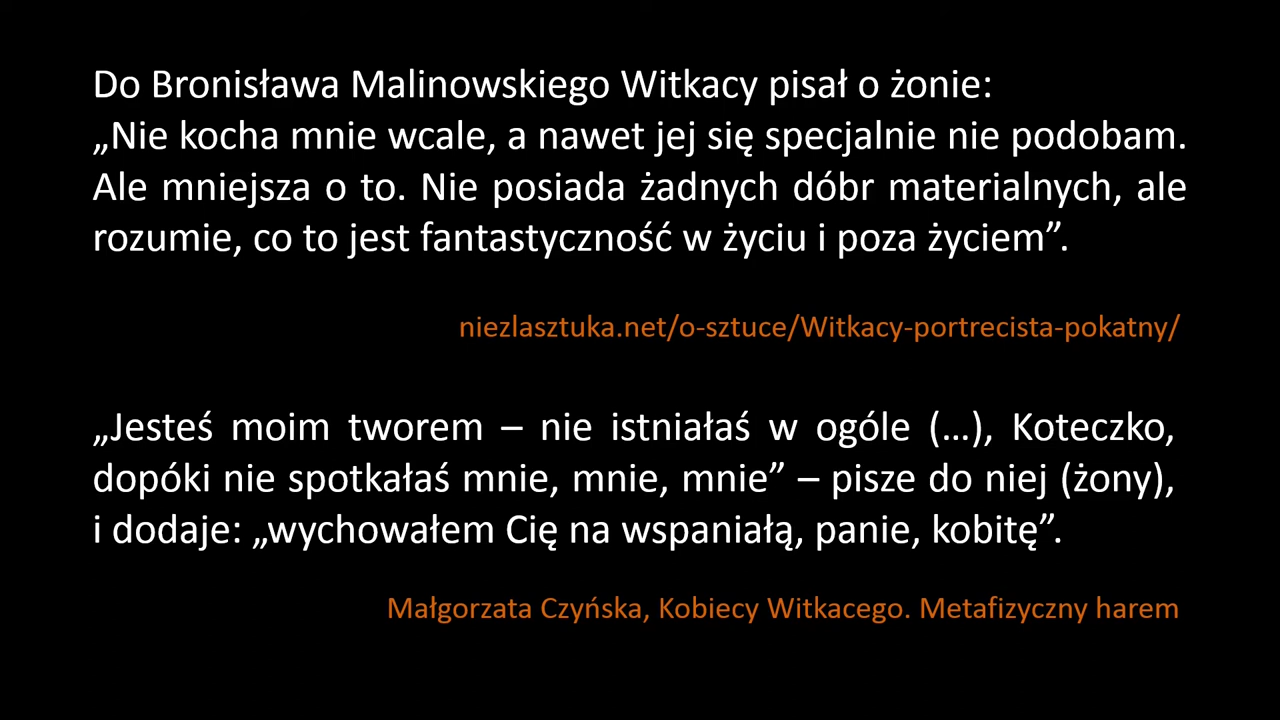 Do Bronisława Malinowskiego Witkacy pisał o żonie:
„Nie kocha mnie wcale, a nawet jej się specjalnie nie podobam.
Ale mniejsza o to. Nie posiada żadnych dóbr materialnych, ale
rozumie, co to jest fantastyczność w życiu i poza życiem”.
niezlasztuka.net/o-sztuce/Witkacy-portrecista-pokatny/
„Jesteś moim tworem – nie istniałaś w ogóle (…), Koteczko,
dopóki nie spotkałaś mnie, mnie, mnie” – pisze do niej (żony),
i dodaje: „wychowałem Cię na wspaniałą, panie, kobitę”.
Małgorzata Czyńska, Kobiecy Witkacego. Metafizyczny harem